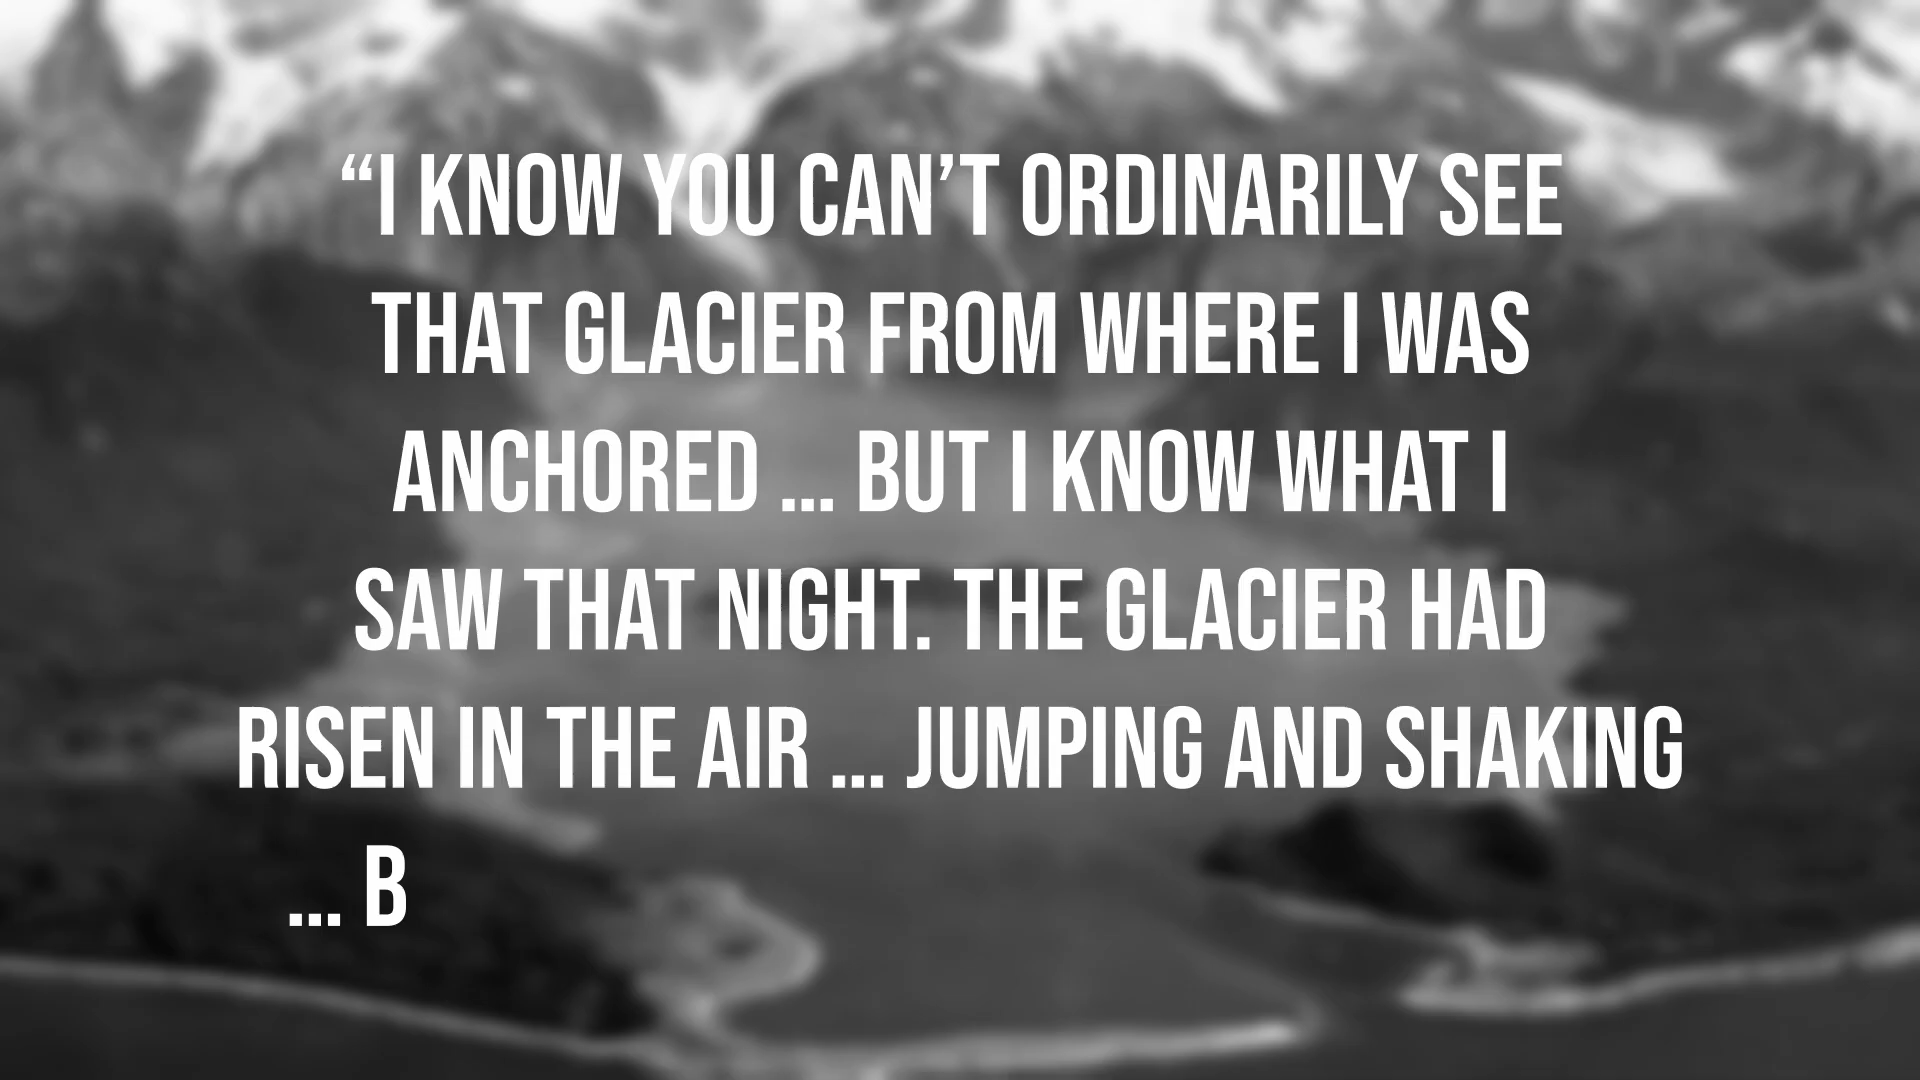 “I KNOW YOU CAN’T ORDINARILY SEE
THAT GLACIER FROM WHERE I WAS
ANCHORED ... BUT I KNOW WHAT I
SAW THAT NIGHT. THE GLACIER HAD
RISEN IN THE AIR ... JUMPING AND SHAKING
... B